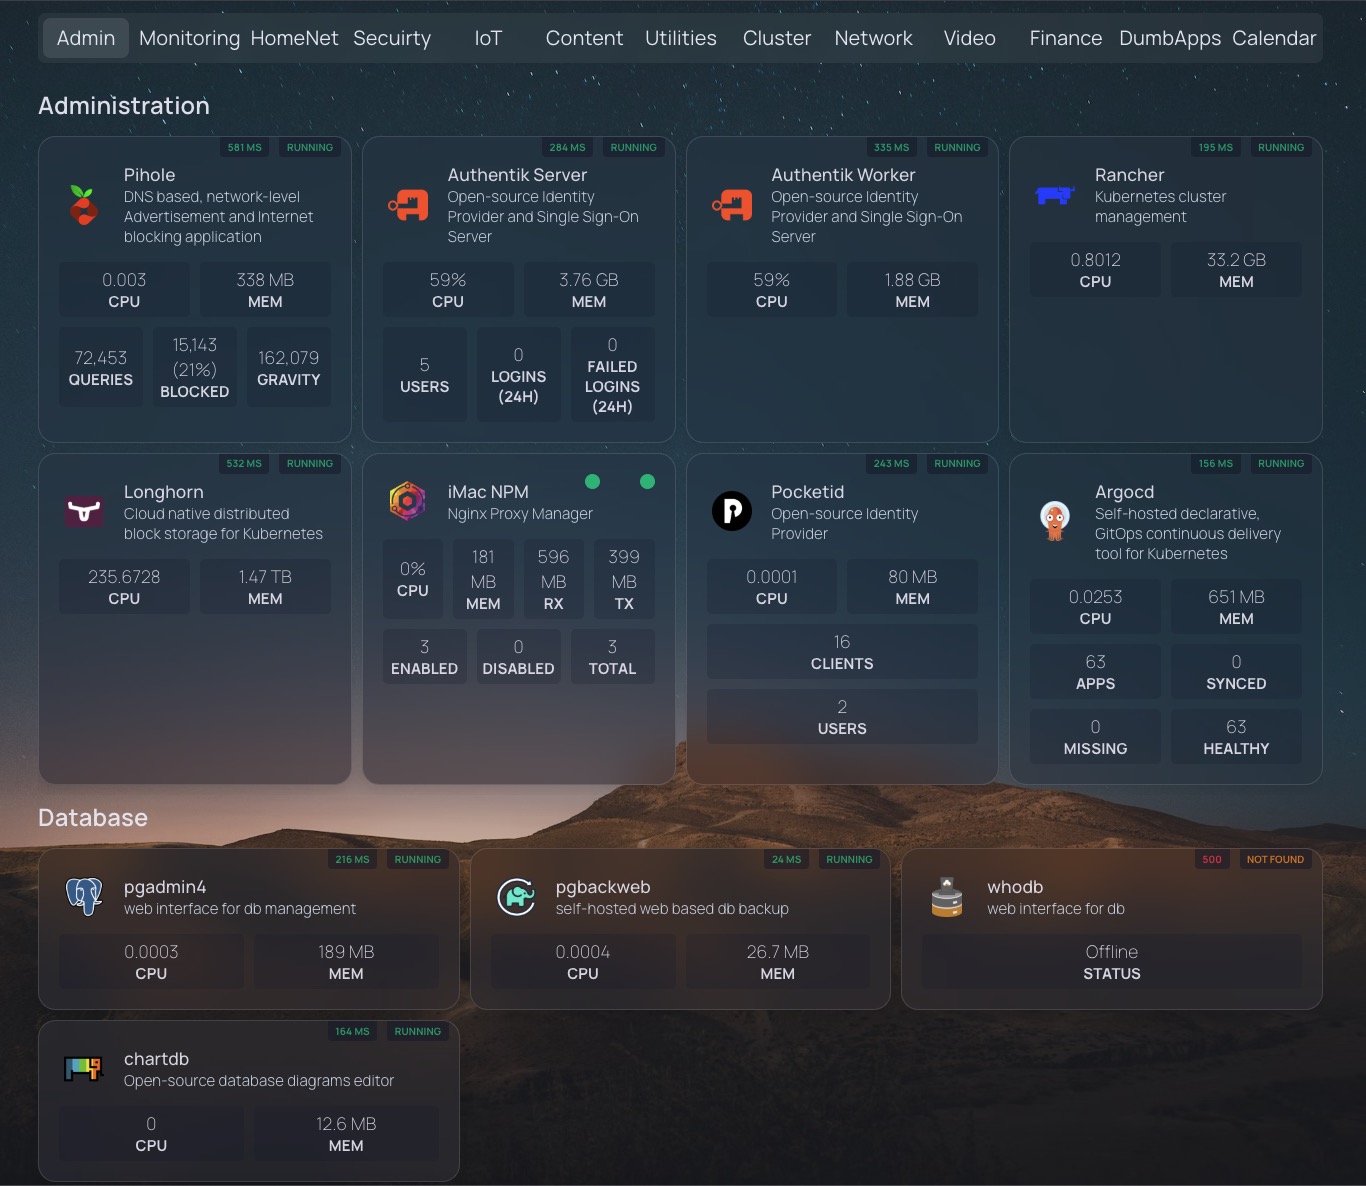 Admin Monitoring HomeNet Secuirty IoT Content Utilities Cluster Network Video Finance DumbApps Calendar
Administration
581 MS RUNNING
Pihole
DNS based, network-level
Advertisement and Internet
blocking application
0.003
CPU
338 MB
MEM
72,453
QUERIES
15,143
(21%)
BLOCKED
162,079
GRAVITY
284 MS RUNNING
Authentik Server
Open-source Identity
Provider and Single Sign-On
Server
59%
CPU
3.76 GB
MEM
5
USERS
0
LOGINS
(24H)
0
FAILED
LOGINS
(24H)
335 MS RUNNING
Authentik Worker
Open-source Identity
Provider and Single Sign-On
Server
59%
CPU
1.88 GB
MEM
195 MS RUNNING
Rancher
Kubernetes cluster
management
0.8012
CPU
33.2 GB
MEM
532 MS RUNNING
Longhorn
Cloud native distributed
block storage for Kubernetes
235.6728
CPU
1.47 TB
MEM
iMac NPM
Nginx Proxy Manager
0%
CPU
181
MB
MEM
596
MB
RX
399
MB
TX
3
ENABLED
0
DISABLED
3
TOTAL
243 MS RUNNING
Pocketid
Open-source Identity
Provider
0.0001
CPU
80 MB
MEM
16
CLIENTS
2
USERS
156 MS RUNNING
Argocd
Self-hosted declarative,
GitOps continuous delivery
tool for Kubernetes
0.0253
CPU
651 MB
MEM
63
APPS
0
SYNCED
0
MISSING
63
HEALTHY
Database
216 MS RUNNING
pgadmin4
web interface for db management
0.0003
CPU
189 MB
MEM
24 MS RUNNING
pgbackweb
self-hosted web based db backup
0.0004
CPU
26.7 MB
MEM
500 NOT FOUND
whodb
web interface for db
Offline
STATUS
164 MS RUNNING
chartdb
Open-source database diagrams editor
0
CPU
12.6 MB
MEM